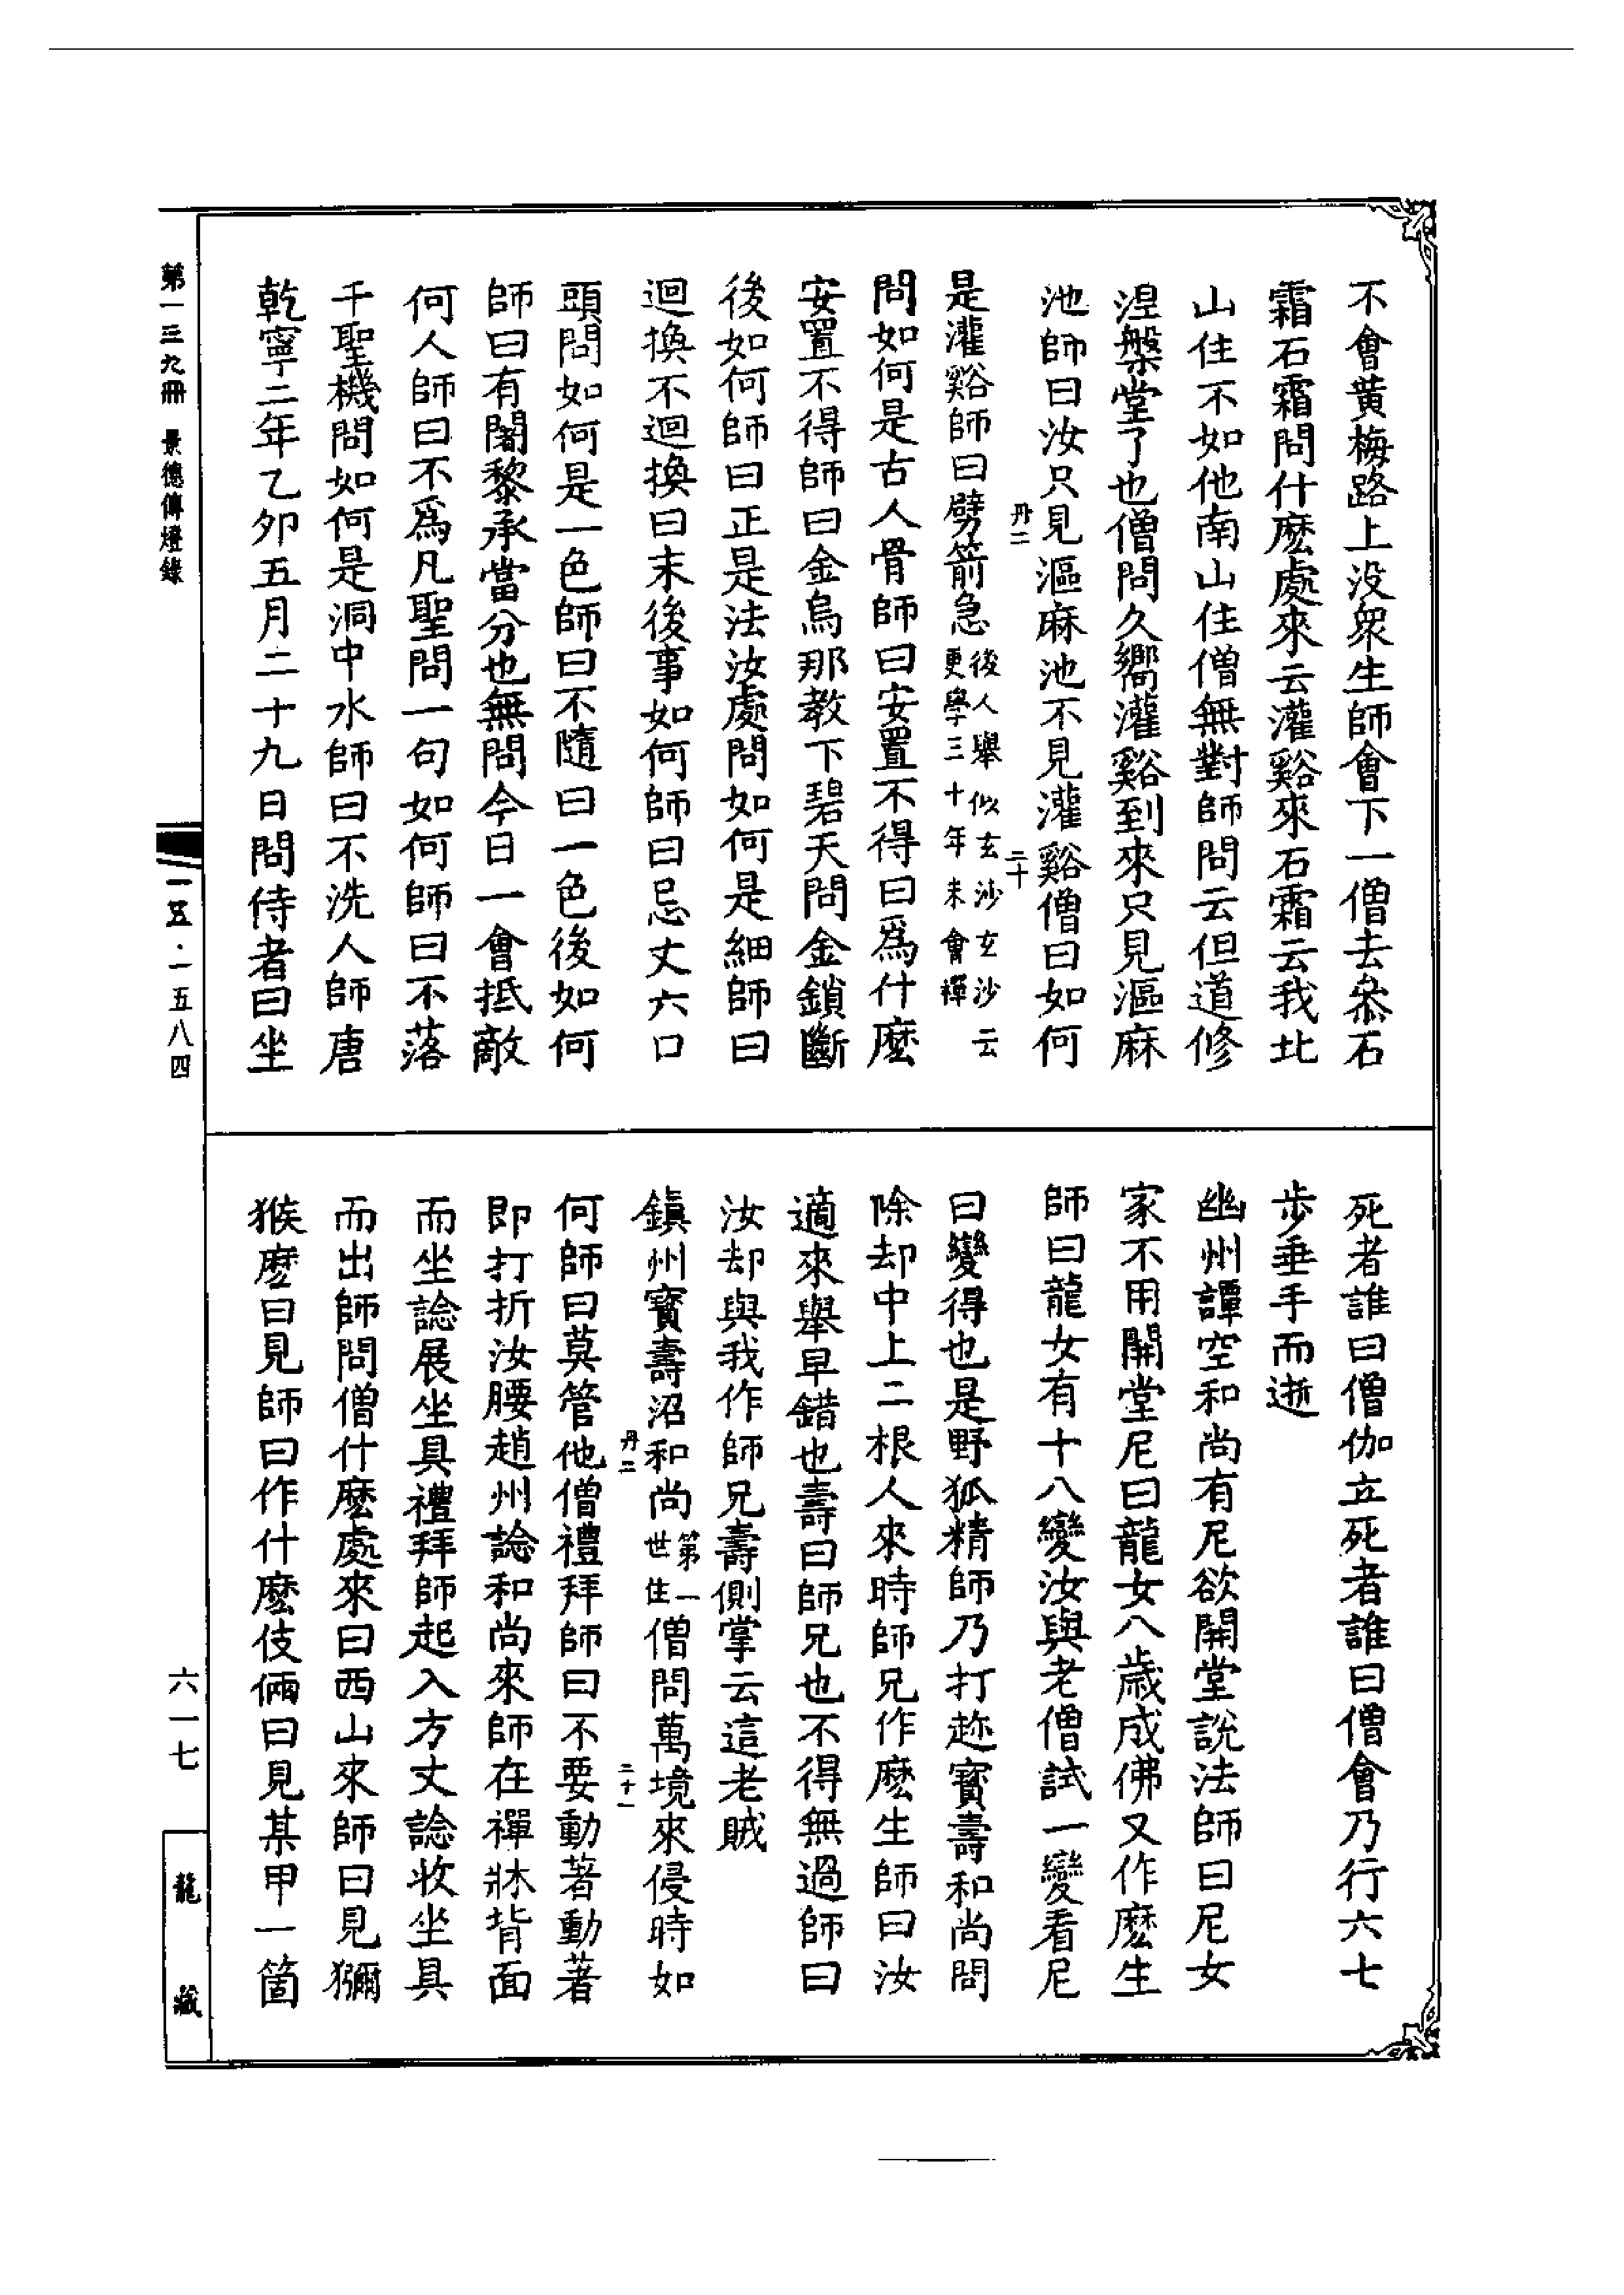 不會黄梅路上没衆生師會下一僧去叅石
霜石霜問什麽處來云灌谿來石霜云我北
山住不如他南山住僧無對師問云但道修
涅槃堂了也僧問久嚮灌谿到來只見漚麻
池師曰汝只見漚麻池不見灌谿僧曰如何
丹二
二十
是灌谿師曰劈箭急後人舉似玄沙玄沙云
更學三十年未會禪
問如何是古人骨師曰安置不得曰爲什麽
安置不得師曰金烏那教下碧天問金鎖斷
後如何師曰正是法汝處問如何是細師曰
迴換不迴換曰末後事如何師曰忌丈六口
頭問如何是一色師曰不隨曰一色後如何
師曰有闍黎承當分也無問今日一會抵敵
何人師曰不爲凡聖問一句如何師曰不落
千聖機問如何是洞中水師曰不洗人師唐
乾寧二年乙夘五月二十九日問侍者曰坐
死者誰曰僧伽立死者誰曰僧會乃行六七
步垂手而逝
幽州譚空和尚有尼欲開堂說法師曰尼女
家不用開堂尼曰龍女八歲成佛又作麽生
師曰龍女有十八變汝與老僧試一變看尼
曰變得也是野狐精師乃打趂寳壽和尚問
除却中上二根人來時師兄作麽生師曰汝
適來舉早錯也壽曰師兄也不得無過師曰
汝却與我作師兄壽側掌云這老賊
鎮州寳壽沼和尚第一
世住僧問萬境來侵時如
丹二
二十一
何師曰莫管他僧禮拜師曰不要動著動著
即打折汝腰趙州諗和尚來師在禪牀背面
而坐諗展坐具禮拜師起入方丈諗收坐具
而出師問僧什麽處來曰西山來師曰見獼
猴麽曰見師曰作什麽伎倆曰見某甲一箇
第一三九冊 景德傳燈錄
一五·一五八四
六一七
龍藏